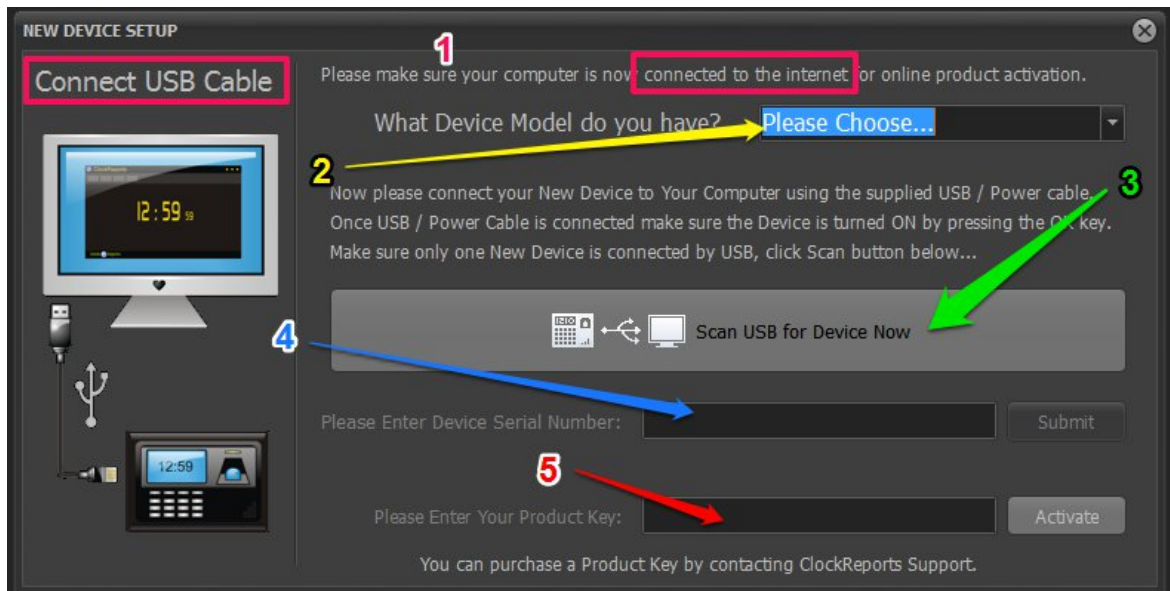 NEW DEVICE SETUP
1
Connect USB Cable
Please make sure your computer is now connected to the internet for online product activation.
What Device Model do you have?
Please Choose...
2
3
Now please connect your New Device to Your Computer using the supplied USB / Power cable.
Once USB / Power Cable is connected make sure the Device is turned ON by pressing the OK key.
Make sure only one New Device is connected by USB, click Scan button below...
12:59 59
Scan USB for Device Now
4
Please Enter Device Serial Number:
Submit
12:59
5
Please Enter Your Product Key:
Activate
You can purchase a Product Key by contacting ClockReports Support.